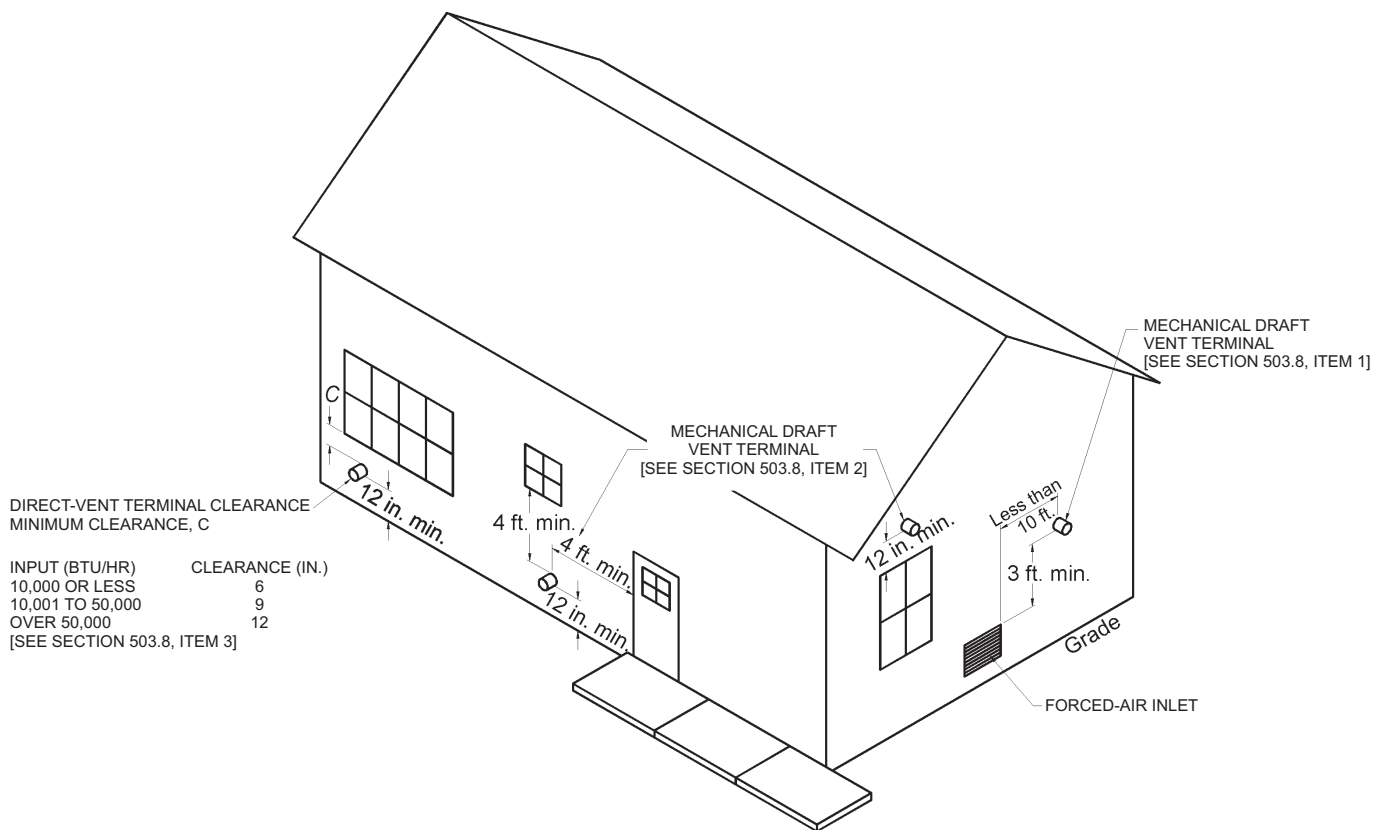 MECHANICAL DRAFT
VENT TERMINAL
[SEE SECTION 503.8, ITEM 1]
MECHANICAL DRAFT
VENT TERMINAL
[SEE SECTION 503.8, ITEM 2]
C
12 in. min.
DIRECT-VENT TERMINAL CLEARANCE
MINIMUM CLEARANCE, C
INPUT (BTU/HR) CLEARANCE (IN.)
10,000 OR LESS 6
10,001 TO 50,000 9
OVER 50,000 12
[SEE SECTION 503.8, ITEM 3]
4 ft. min.
4 ft. min.
12 in. min.
12 in. min.
Less than
10 ft.
3 ft. min.
Grade
FORCED-AIR INLET